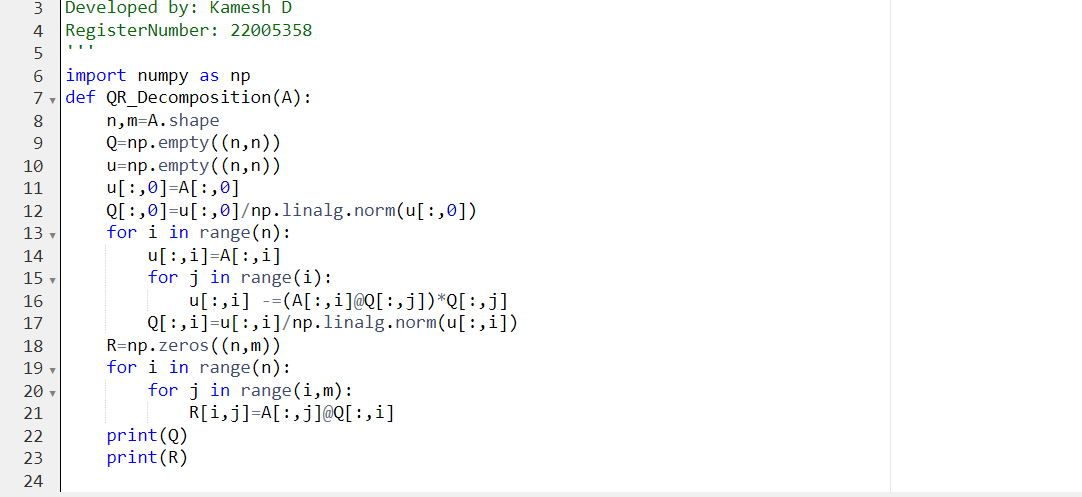 3 Developed by: Kamesh D
4 RegisterNumber: 22005358
5 '''
6 import numpy as np
7 def QR_Decomposition(A):
8     n,m=A.shape
9     Q=np.empty((n,n))
10     u=np.empty((n,n))
11     u[:,0]=A[:,0]
12     Q[:,0]=u[:,0]/np.linalg.norm(u[:,0])
13     for i in range(n):
14         u[:,i]=A[:,i]
15         for j in range(i):
16             u[:,i] -=(A[:,i]@Q[:,j])*Q[:,j]
17         Q[:,i]=u[:,i]/np.linalg.norm(u[:,i])
18     R=np.zeros((n,m))
19     for i in range(n):
20         for j in range(i,m):
21             R[i,j]=A[:,j]@Q[:,i]
22     print(Q)
23     print(R)
24